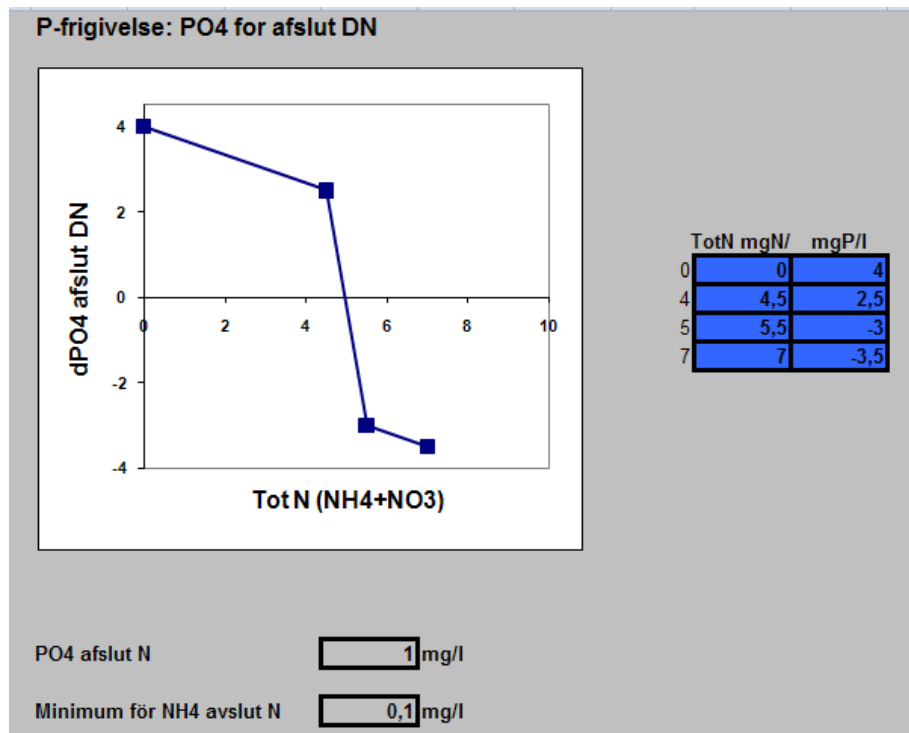 P-frigivelse: PO4 for afslut DN
dPO4 afslut DN
4
2
0
-2
-4
0 2 4 6 8 10
Tot N (NH4+NO3)
TotN mgN/ mgP/l
0 0 4
4 4,5 2,5
5 5,5 -3
7 7 -3,5
PO4 afslut N 1 mg/l
Minimum för NH4 avslut N 0,1 mg/l